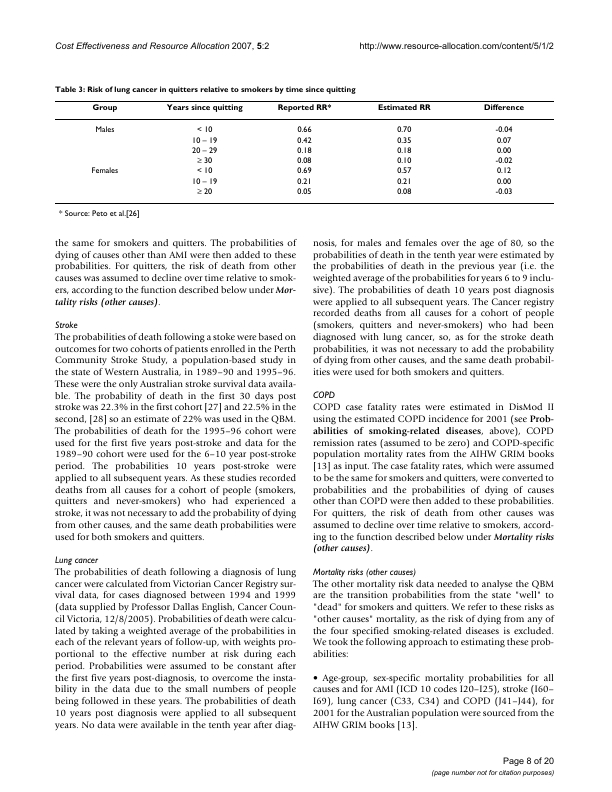 Cost Effectiveness and Resource Allocation 2007, 5:2
http://www.resource-allocation.com/content/5/1/2
Table 3: Risk of lung cancer in quitters relative to smokers by time since quitting
Group Years since quitting Reported RR* Estimated RR Difference
Males < 10 0.66 0.70 -0.04
10 – 19 0.42 0.35 0.07
20 – 29 0.18 0.18 0.00
≥ 30 0.08 0.10 -0.02
Females < 10 0.69 0.57 0.12
10 – 19 0.21 0.21 0.00
≥ 20 0.05 0.08 -0.03
* Source: Peto et al.[26]
the same for smokers and quitters. The probabilities of
dying of causes other than AMI were then added to these
probabilities. For quitters, the risk of death from other
causes was assumed to decline over time relative to smok-
ers, according to the function described below under Mor-
tality risks (other causes).
Stroke
The probabilities of death following a stoke were based on
outcomes for two cohorts of patients enrolled in the Perth
Community Stroke Study, a population-based study in
the state of Western Australia, in 1989–90 and 1995–96.
These were the only Australian stroke survival data availa-
ble. The probability of death in the first 30 days post
stroke was 22.3% in the first cohort [27] and 22.5% in the
second, [28] so an estimate of 22% was used in the QBM.
The probabilities of death for the 1995–96 cohort were
used for the first five years post-stroke and data for the
1989–90 cohort were used for the 6–10 year post-stroke
period. The probabilities 10 years post-stroke were
applied to all subsequent years. As these studies recorded
deaths from all causes for a cohort of people (smokers,
quitters and never-smokers) who had experienced a
stroke, it was not necessary to add the probability of dying
from other causes, and the same death probabilities were
used for both smokers and quitters.
Lung cancer
The probabilities of death following a diagnosis of lung
cancer were calculated from Victorian Cancer Registry sur-
vival data, for cases diagnosed between 1994 and 1999
(data supplied by Professor Dallas English, Cancer Coun-
cil Victoria, 12/8/2005). Probabilities of death were calcu-
lated by taking a weighted average of the probabilities in
each of the relevant years of follow-up, with weights pro-
portional to the effective number at risk during each
period. Probabilities were assumed to be constant after
the first five years post-diagnosis, to overcome the insta-
bility in the data due to the small numbers of people
being followed in these years. The probabilities of death
10 years post diagnosis were applied to all subsequent
years. No data were available in the tenth year after diag-
nosis, for males and females over the age of 80, so the
probabilities of death in the tenth year were estimated by
the probabilities of death in the previous year (i.e. the
weighted average of the probabilities for years 6 to 9 inclu-
sive). The probabilities of death 10 years post diagnosis
were applied to all subsequent years. The Cancer registry
recorded deaths from all causes for a cohort of people
(smokers, quitters and never-smokers) who had been
diagnosed with lung cancer, so, as for the stroke death
probabilities, it was not necessary to add the probability
of dying from other causes, and the same death probabil-
ities were used for both smokers and quitters.
COPD
COPD case fatality rates were estimated in DisMod II
using the estimated COPD incidence for 2001 (see Prob-
abilities of smoking-related diseases, above), COPD
remission rates (assumed to be zero) and COPD-specific
population mortality rates from the AIHW GRIM books
[13] as input. The case fatality rates, which were assumed
to be the same for smokers and quitters, were converted to
probabilities and the probabilities of dying of causes
other than COPD were then added to these probabilities.
For quitters, the risk of death from other causes was
assumed to decline over time relative to smokers, accord-
ing to the function described below under Mortality risks
(other causes).
Mortality risks (other causes)
The other mortality risk data needed to analyse the QBM
are the transition probabilities from the state "well" to
"dead" for smokers and quitters. We refer to these risks as
"other causes" mortality, as the risk of dying from any of
the four specified smoking-related diseases is excluded.
We took the following approach to estimating these prob-
abilities:
• Age-group, sex-specific mortality probabilities for all
causes and for AMI (ICD 10 codes I20–I25), stroke (I60–
I69), lung cancer (C33, C34) and COPD (J41–J44), for
2001 for the Australian population were sourced from the
AIHW GRIM books [13].
Page 8 of 20
(page number not for citation purposes)